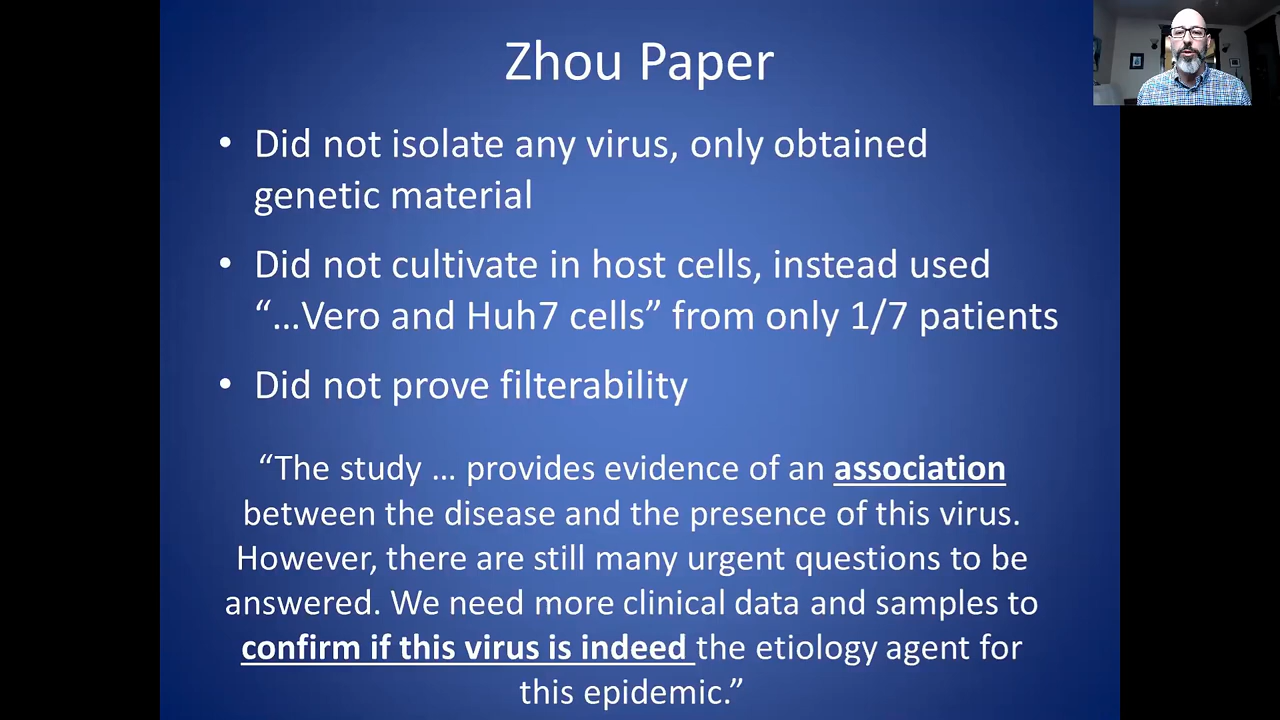 Zhou Paper
• Did not isolate any virus, only obtained
genetic material
• Did not cultivate in host cells, instead used
“…Vero and Huh7 cells” from only 1/7 patients
• Did not prove filterability
“The study … provides evidence of an association
between the disease and the presence of this virus.
However, there are still many urgent questions to be
answered. We need more clinical data and samples to
confirm if this virus is indeed the etiology agent for
this epidemic.”